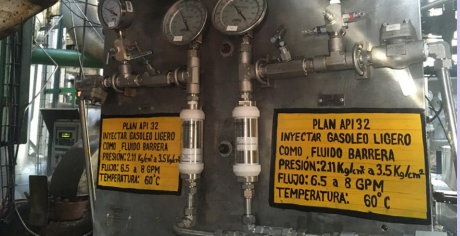 PLAN API 32
INYECTAR GASOLEO LIGERO
COMO FLUIDO BARRERA
PRESIÓN: 2.11 Kg/cm² a 3.5 Kg/cm²
FLUJO: 6.5 a 8 GPM
TEMPERATURA: 60°C
PLAN API 32
INYECTAR GASOLEO LIGERO
COMO FLUIDO BARRERA
PRESIÓN: 2.11 Kg/cm² a 3.5 Kg/cm²
FLUJO: 6.5 a 8 GPM
TEMPERATURA: 60°C